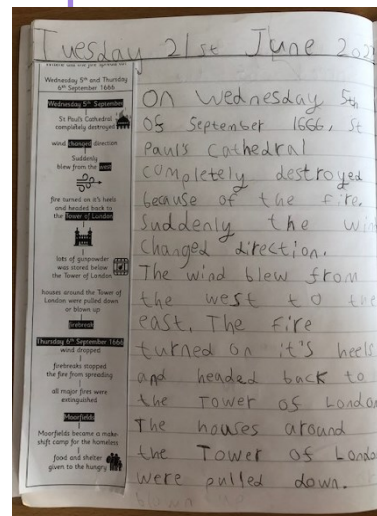 Tuesday 21st June 202
Wednesday 5th and Thursday
6th September 1666
Wednesday 5th September
St Paul's Cathedral
completely destroyed
wind changed direction
Suddenly
blew from the west
fire turned on it's heels
and headed back to
the Tower of London
lots of gunpowder
was stored below
the Tower of London
houses around the Tower of
London were pulled down
or blown up
firebreak
Thursday 6th September 1666
wind dropped
firebreaks stopped
the fire from spreading
all major fires were
extinguished
Moorfields
Moorfields became a make-
shift camp for the homeless
food and shelter
given to the hungry
On Wednesday 5th
of September 1666, St
Paul's Cathedral
completely destroyed
because of the fire.
Suddenly the win
changed direction.
The wind blew from
the west to the
east. The fire
turned on it's heels
and headed back to
the Tower of London
The houses around
the Tower of Londo
were pulled down.